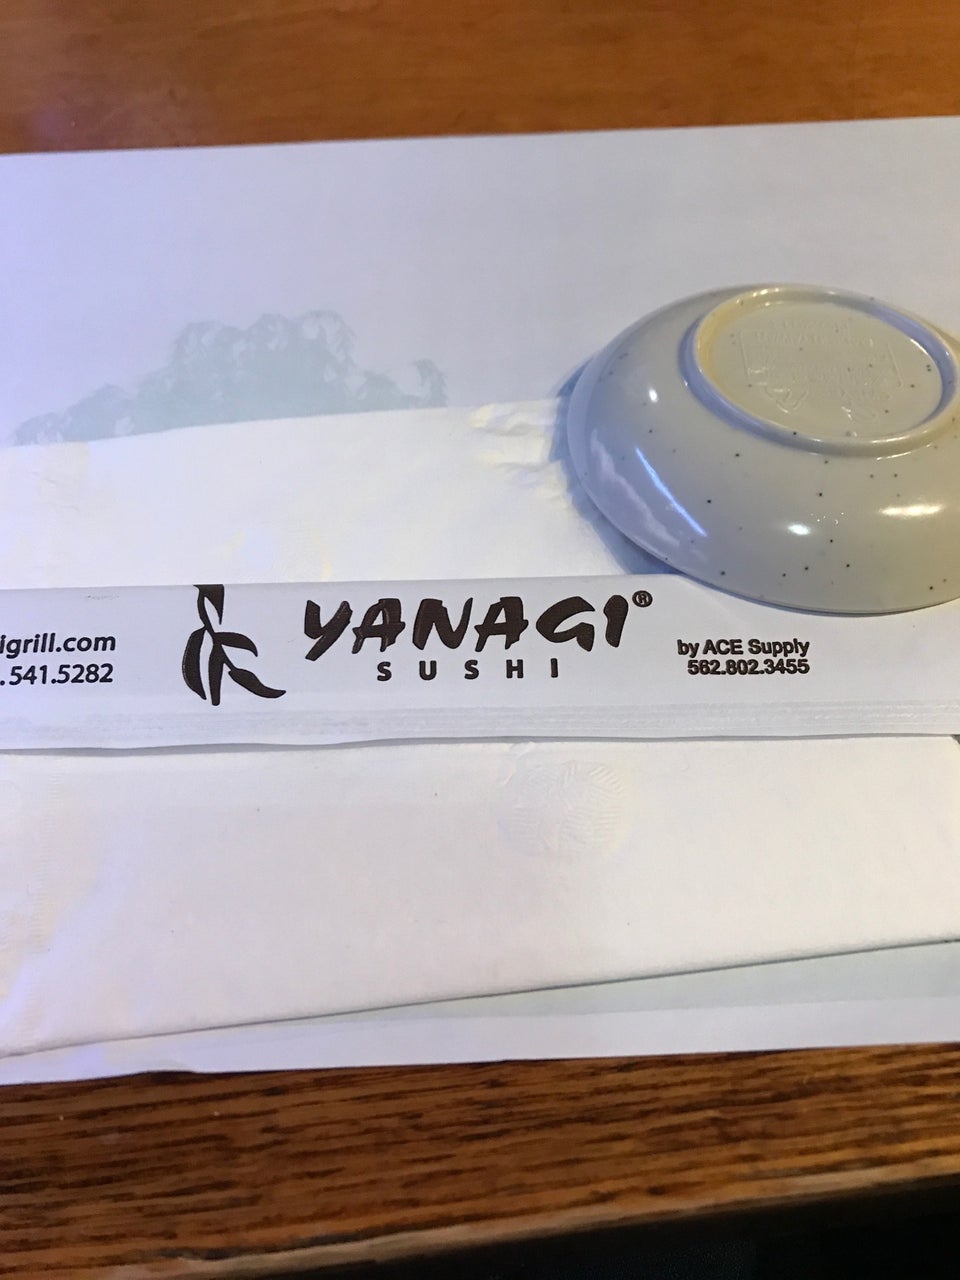 igrill.com
.541.5282
YANAGI®
SUSHI
by ACE Supply
562.802.3455